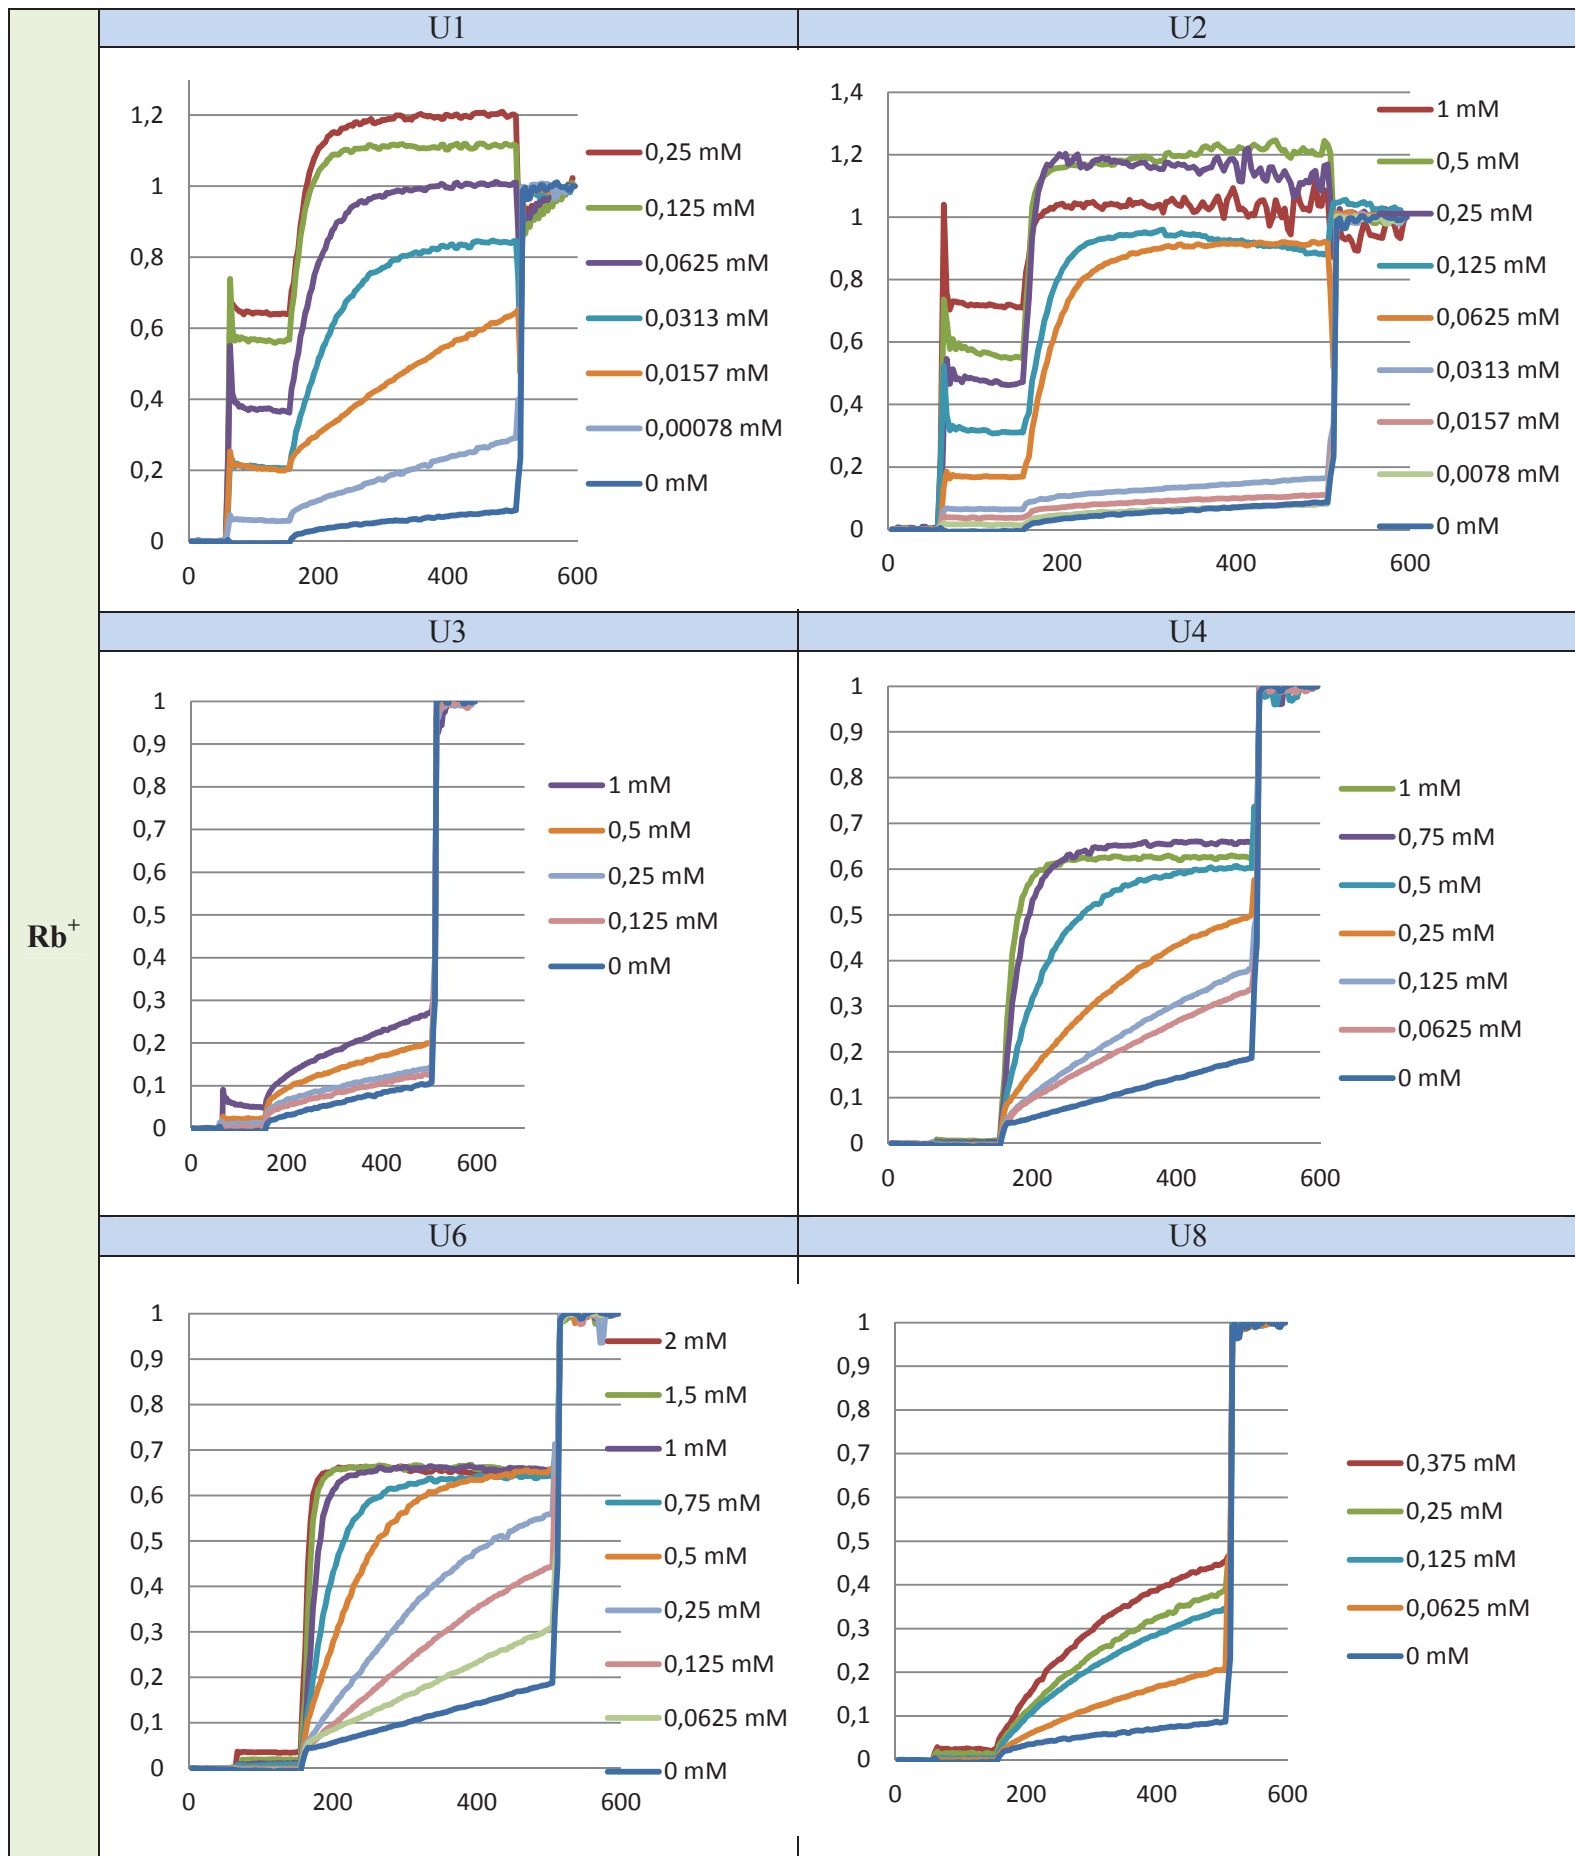 U1
U2
Rb+
1,2
1
0,8
0,6
0,4
0,2
0
0
200
400
600
0,25 mM
0,125 mM
0,0625 mM
0,0313 mM
0,0157 mM
0,00078 mM
0 mM
1,4
1,2
1
0,8
0,6
0,4
0,2
0
0
200
400
600
1 mM
0,5 mM
0,25 mM
0,125 mM
0,0625 mM
0,0313 mM
0,0157 mM
0,0078 mM
0 mM
U3
U4
1
0,9
0,8
0,7
0,6
0,5
0,4
0,3
0,2
0,1
0
0
200
400
600
1 mM
0,5 mM
0,25 mM
0,125 mM
0 mM
1
0,9
0,8
0,7
0,6
0,5
0,4
0,3
0,2
0,1
0
0
200
400
600
1 mM
0,75 mM
0,5 mM
0,25 mM
0,125 mM
0,0625 mM
0 mM
U6
U8
1
0,9
0,8
0,7
0,6
0,5
0,4
0,3
0,2
0,1
0
0
200
400
600
2 mM
1,5 mM
1 mM
0,75 mM
0,5 mM
0,25 mM
0,125 mM
0,0625 mM
0 mM
1
0,9
0,8
0,7
0,6
0,5
0,4
0,3
0,2
0,1
0
0
200
400
600
0,375 mM
0,25 mM
0,125 mM
0,0625 mM
0 mM